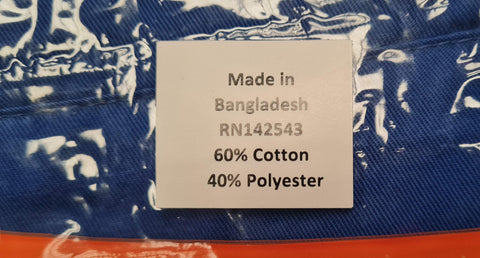 Made in
Bangladesh
RN142543
60% Cotton
40% Polyester